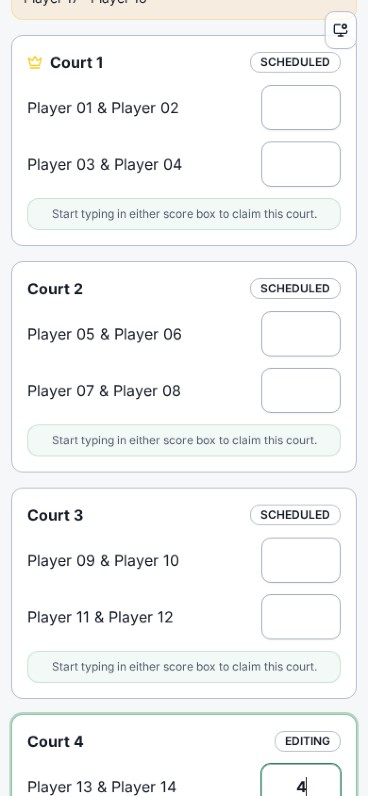 Court 1
SCHEDULED
Player 01 & Player 02
Player 03 & Player 04
Start typing in either score box to claim this court.
Court 2
SCHEDULED
Player 05 & Player 06
Player 07 & Player 08
Start typing in either score box to claim this court.
Court 3
SCHEDULED
Player 09 & Player 10
Player 11 & Player 12
Start typing in either score box to claim this court.
Court 4
EDITING
Player 13 & Player 14
4